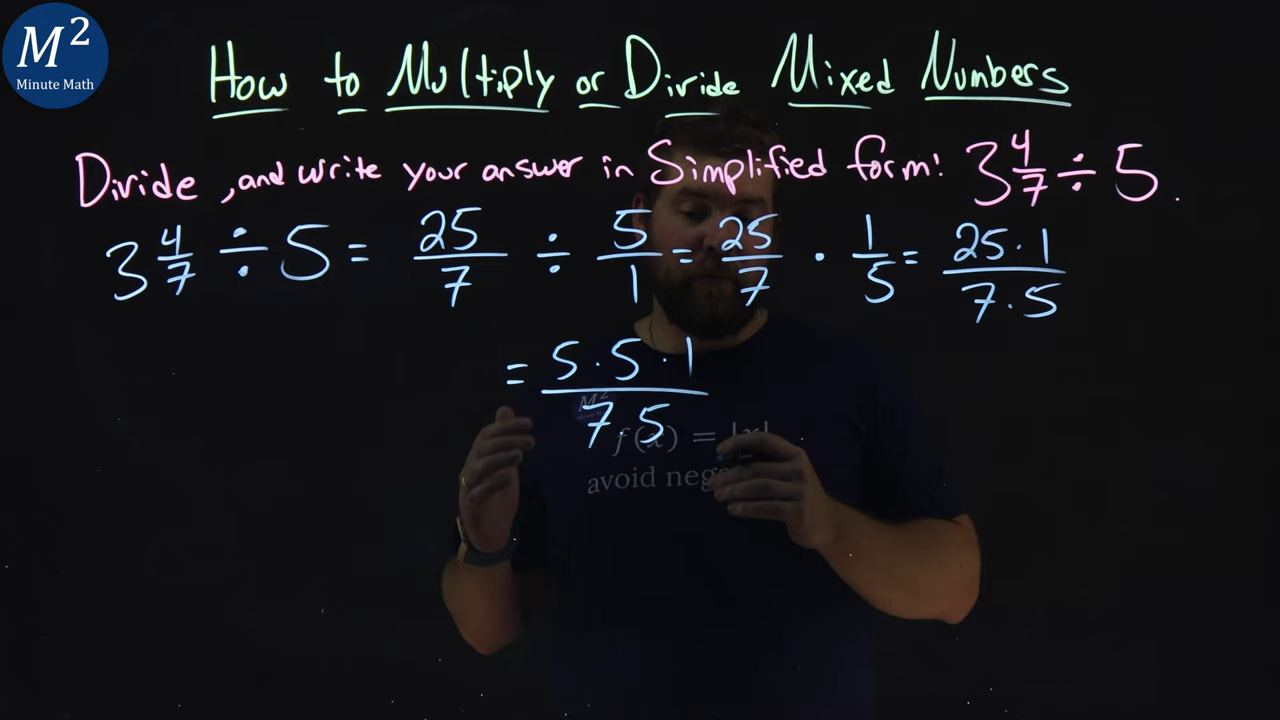 M²
Minute Math
How to Multiply or Divide Mixed Numbers
Divide, and write your answer in Simplified form: 3 4/7 ÷ 5.
3 4/7 ÷ 5 = 25/7 ÷ 5/1 = 25/7 · 1/5 = 25·1/7·5
= 5·5·1/7·5
M²
f(x) = |x|
avoid neg